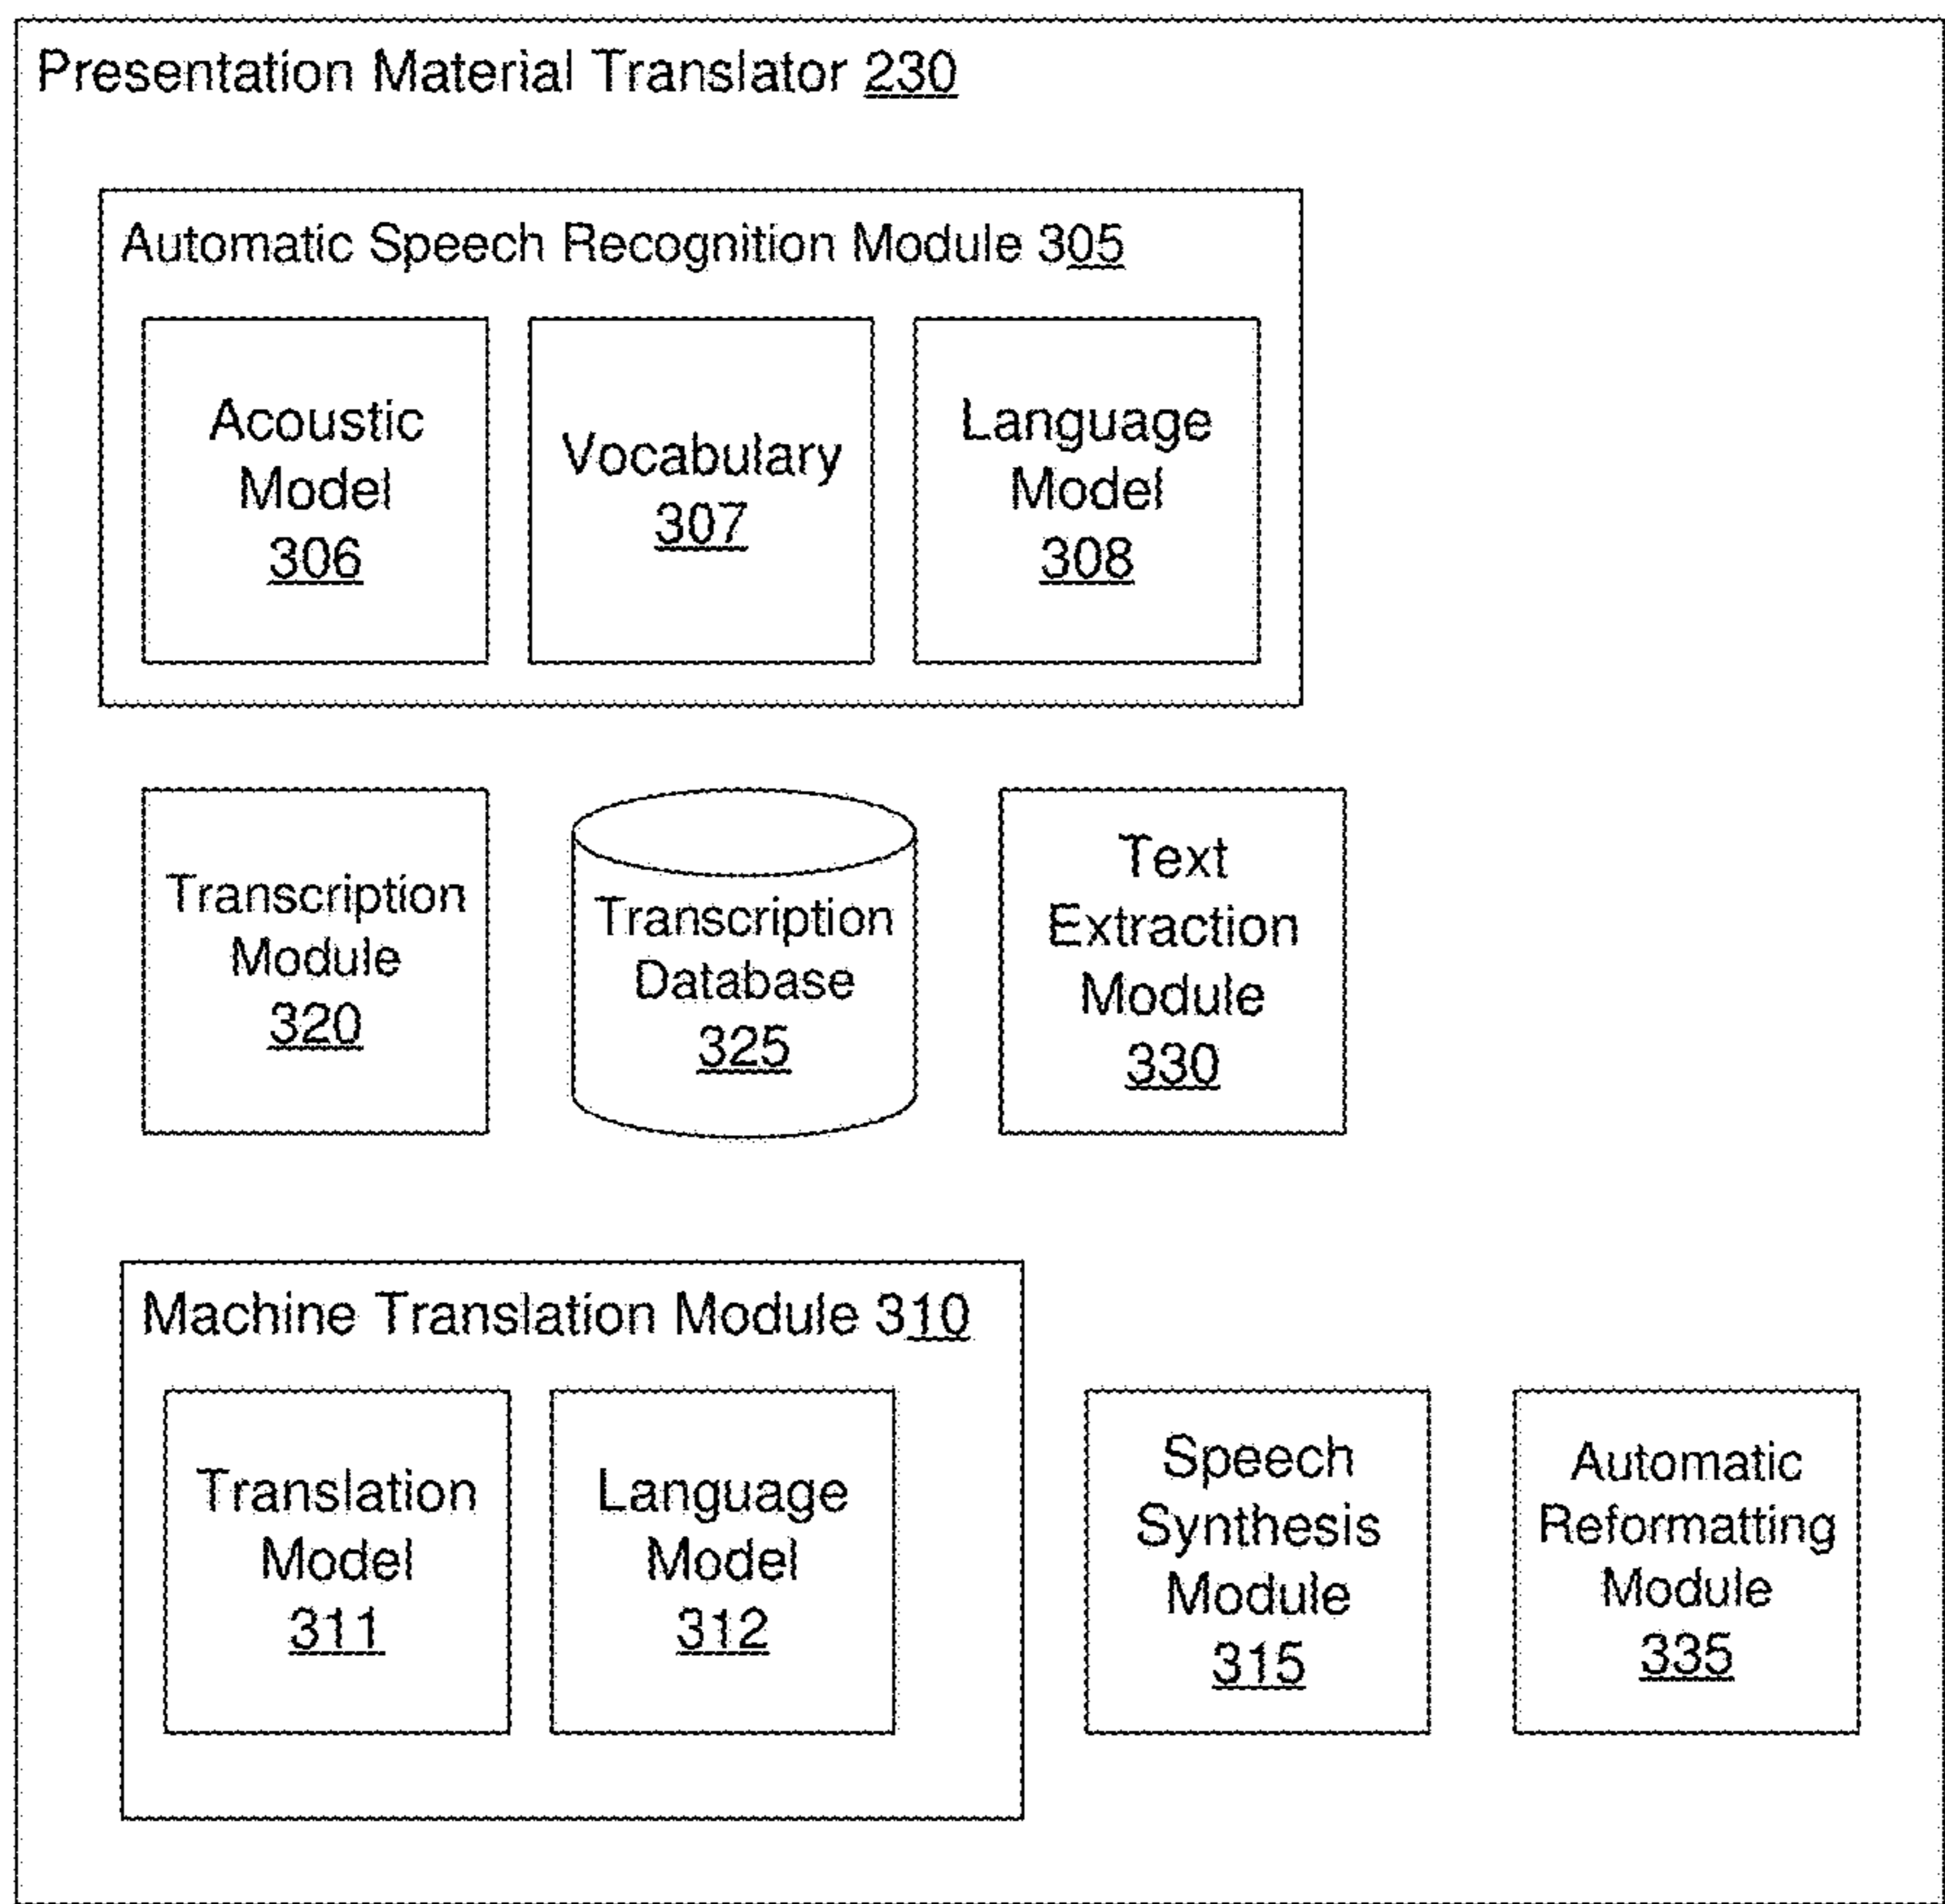 Presentation Material Translator 230
Automatic Speech Recognition Module 305
Acoustic
Model
306
Vocabulary
307
Language
Model
308
Transcription
Module
320
Transcription
Database
325
Text
Extraction
Module
330
Machine Translation Module 310
Translation
Model
311
Language
Model
312
Speech
Synthesis
Module
315
Automatic
Reformatting
Module
335